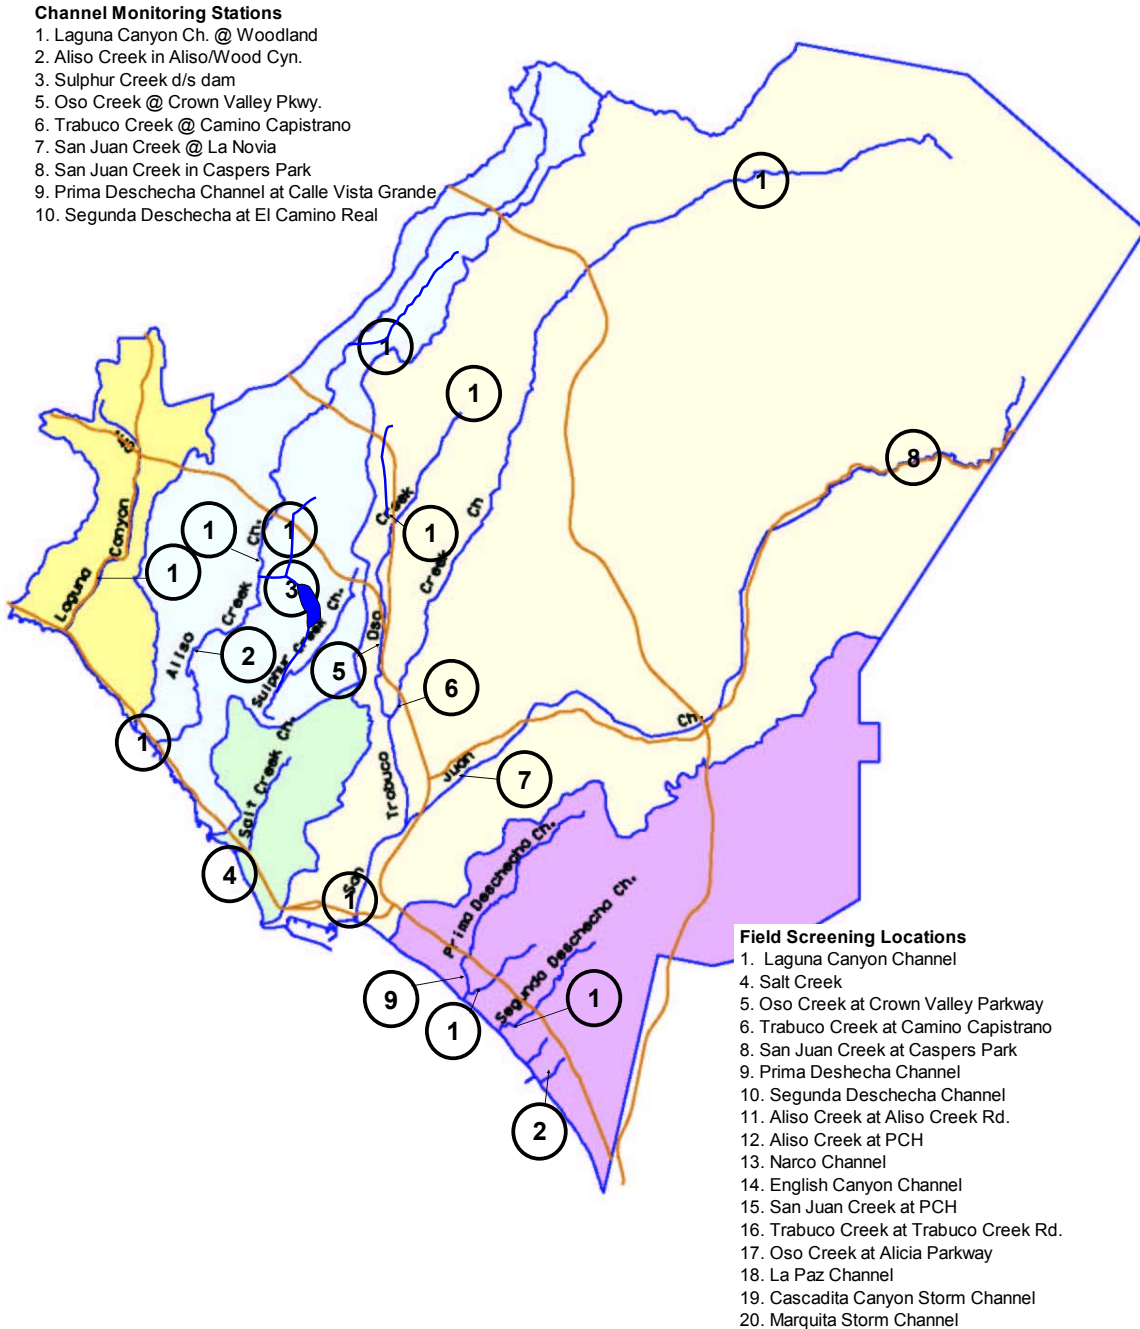 Channel Monitoring Stations
1. Laguna Canyon Ch. @ Woodland
2. Aliso Creek in Aliso/Wood Cyn.
3. Sulphur Creek d/s dam
5. Oso Creek @ Crown Valley Pkwy.
6. Trabuco Creek @ Camino Capistrano
7. San Juan Creek @ La Novia
8. San Juan Creek in Caspers Park
9. Prima Deschecha Channel at Calle Vista Grande
10. Segunda Deschecha at El Camino Real
1
1
1
8
Ch.
Laguna Canyon
1
1
Ch.
1
Creek
1
Creek Ch
1
3
Aliso Creek
2
Sulphur Creek Ch.
Oso
5
6
Ch.
1
Salt Creek Ch.
Trabuco
Juan
7
4
San
1
Prima Deschecha Ch.
Segunda Deschecha Ch.
9
1
1
2
Field Screening Locations
1. Laguna Canyon Channel
4. Salt Creek
5. Oso Creek at Crown Valley Parkway
6. Trabuco Creek at Camino Capistrano
8. San Juan Creek at Caspers Park
9. Prima Deshecha Channel
10. Segunda Deschecha Channel
11. Aliso Creek at Aliso Creek Rd.
12. Aliso Creek at PCH
13. Narco Channel
14. English Canyon Channel
15. San Juan Creek at PCH
16. Trabuco Creek at Trabuco Creek Rd.
17. Oso Creek at Alicia Parkway
18. La Paz Channel
19. Cascadita Canyon Storm Channel
20. Marquita Storm Channel